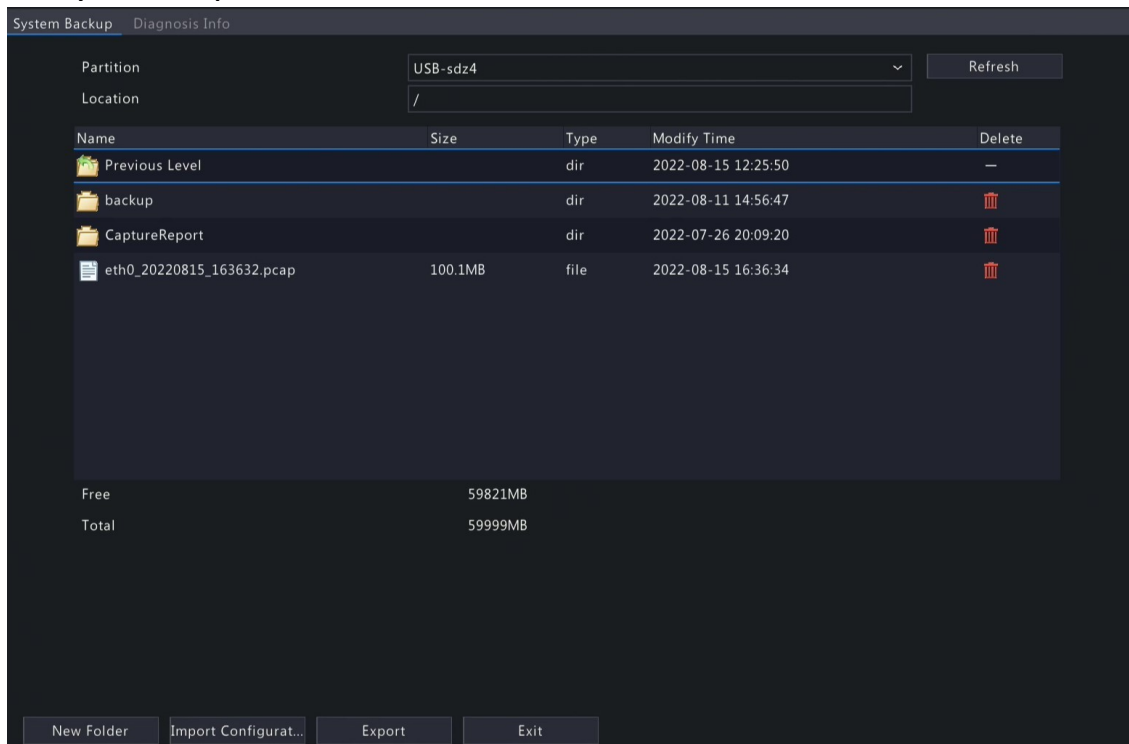 System Backup Diagnosis Info
Partition USB-sdz4 Refresh
Location /
Name Size Type Modify Time Delete
Previous Level dir 2022-08-15 12:25:50 —
backup dir 2022-08-11 14:56:47
CaptureReport dir 2022-07-26 20:09:20
eth0_20220815_163632.pcap 100.1MB file 2022-08-15 16:36:34
Free 59821MB
Total 59999MB
New Folder Import Configurat... Export Exit